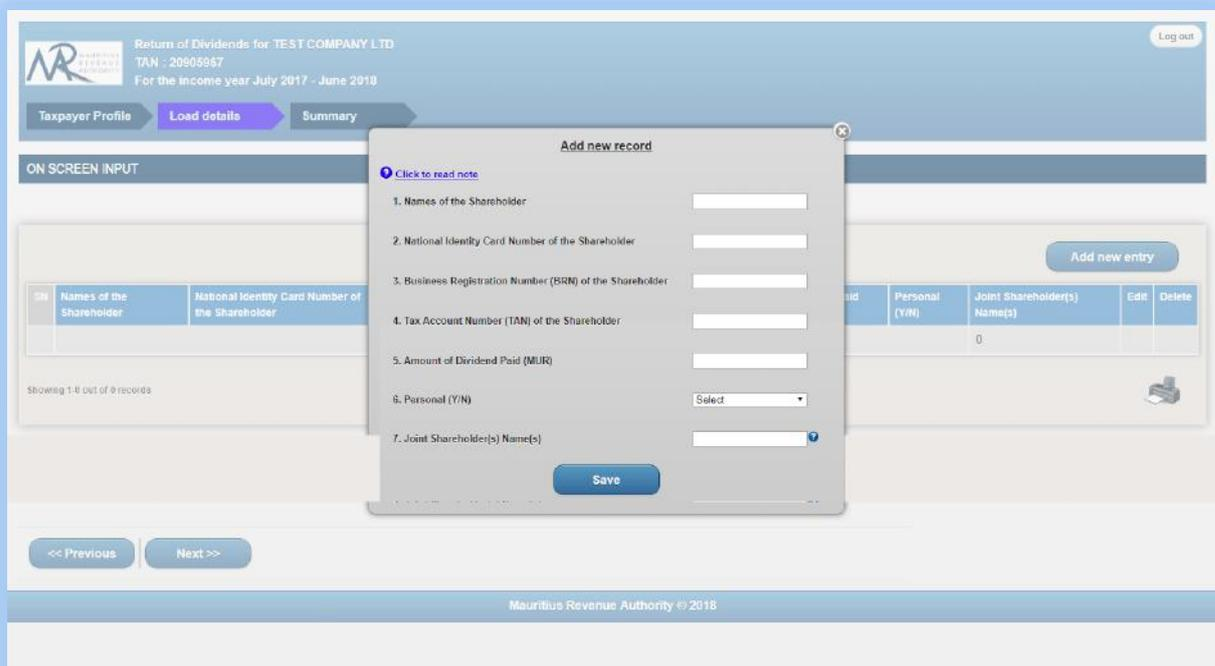 Return of Dividends for TEST COMPANY LTD
Log out
MAURITIUS
REVENUE
AUTHORITY
TAN : 20905967
For the income year July 2017 - June 2018
Taxpayer Profile
Load details
Summary
ON SCREEN INPUT
Add new record
Click to read note
1. Names of the Shareholder
2. National Identity Card Number of the Shareholder
3. Business Registration Number (BRN) of the Shareholder
4. Tax Account Number (TAN) of the Shareholder
5. Amount of Dividend Paid (MUR)
6. Personal (Y/N)
Select
7. Joint Shareholder(s) Name(s)
Save
Add new entry
SN
Names of the
Shareholder
National Identity Card Number of
the Shareholder
Personal
(Y/N)
Joint Shareholder(s)
Name(s)
Edit
Delete
0
Showing 1-0 out of 0 records
<< Previous
Next >>
Mauritius Revenue Authority © 2018